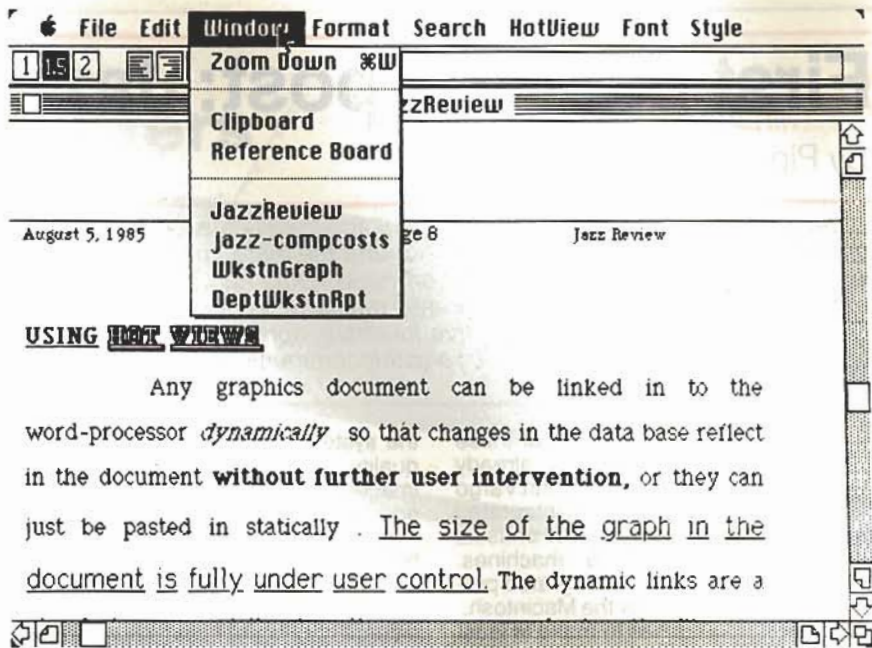 File Edit Window Format Search HotView Font Style
1 1.5 2
Zoom Down ⌘W
zzReview
Clipboard
Reference Board
JazzReview
jazz-compcosts
WkstnGraph
DeptWkstnRpt
August 5, 1985 ge 8 Jazz Review
USING HOT VIEWS
Any graphics document can be linked in to the
word-processor dynamically so that changes in the data base reflect
in the document without further user intervention, or they can
just be pasted in statically . The size of the graph in the
document is fully under user control. The dynamic links are a